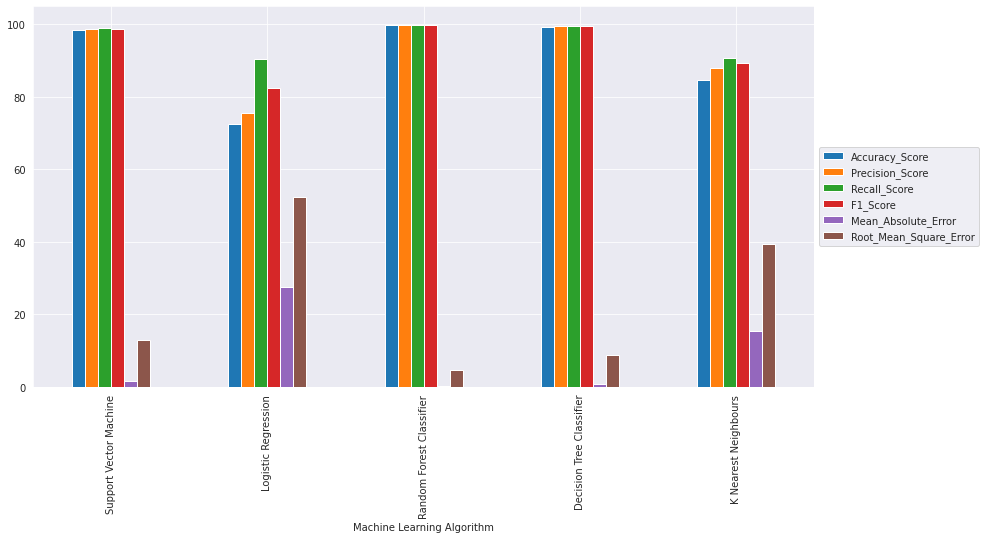 100
80
60
40
20
0
Support Vector Machine
Logistic Regression
Random Forest Classifier
Decision Tree Classifier
K Nearest Neighbours
Machine Learning Algorithm
Accuracy_Score
Precision_Score
Recall_Score
F1_Score
Mean_Absolute_Error
Root_Mean_Square_Error